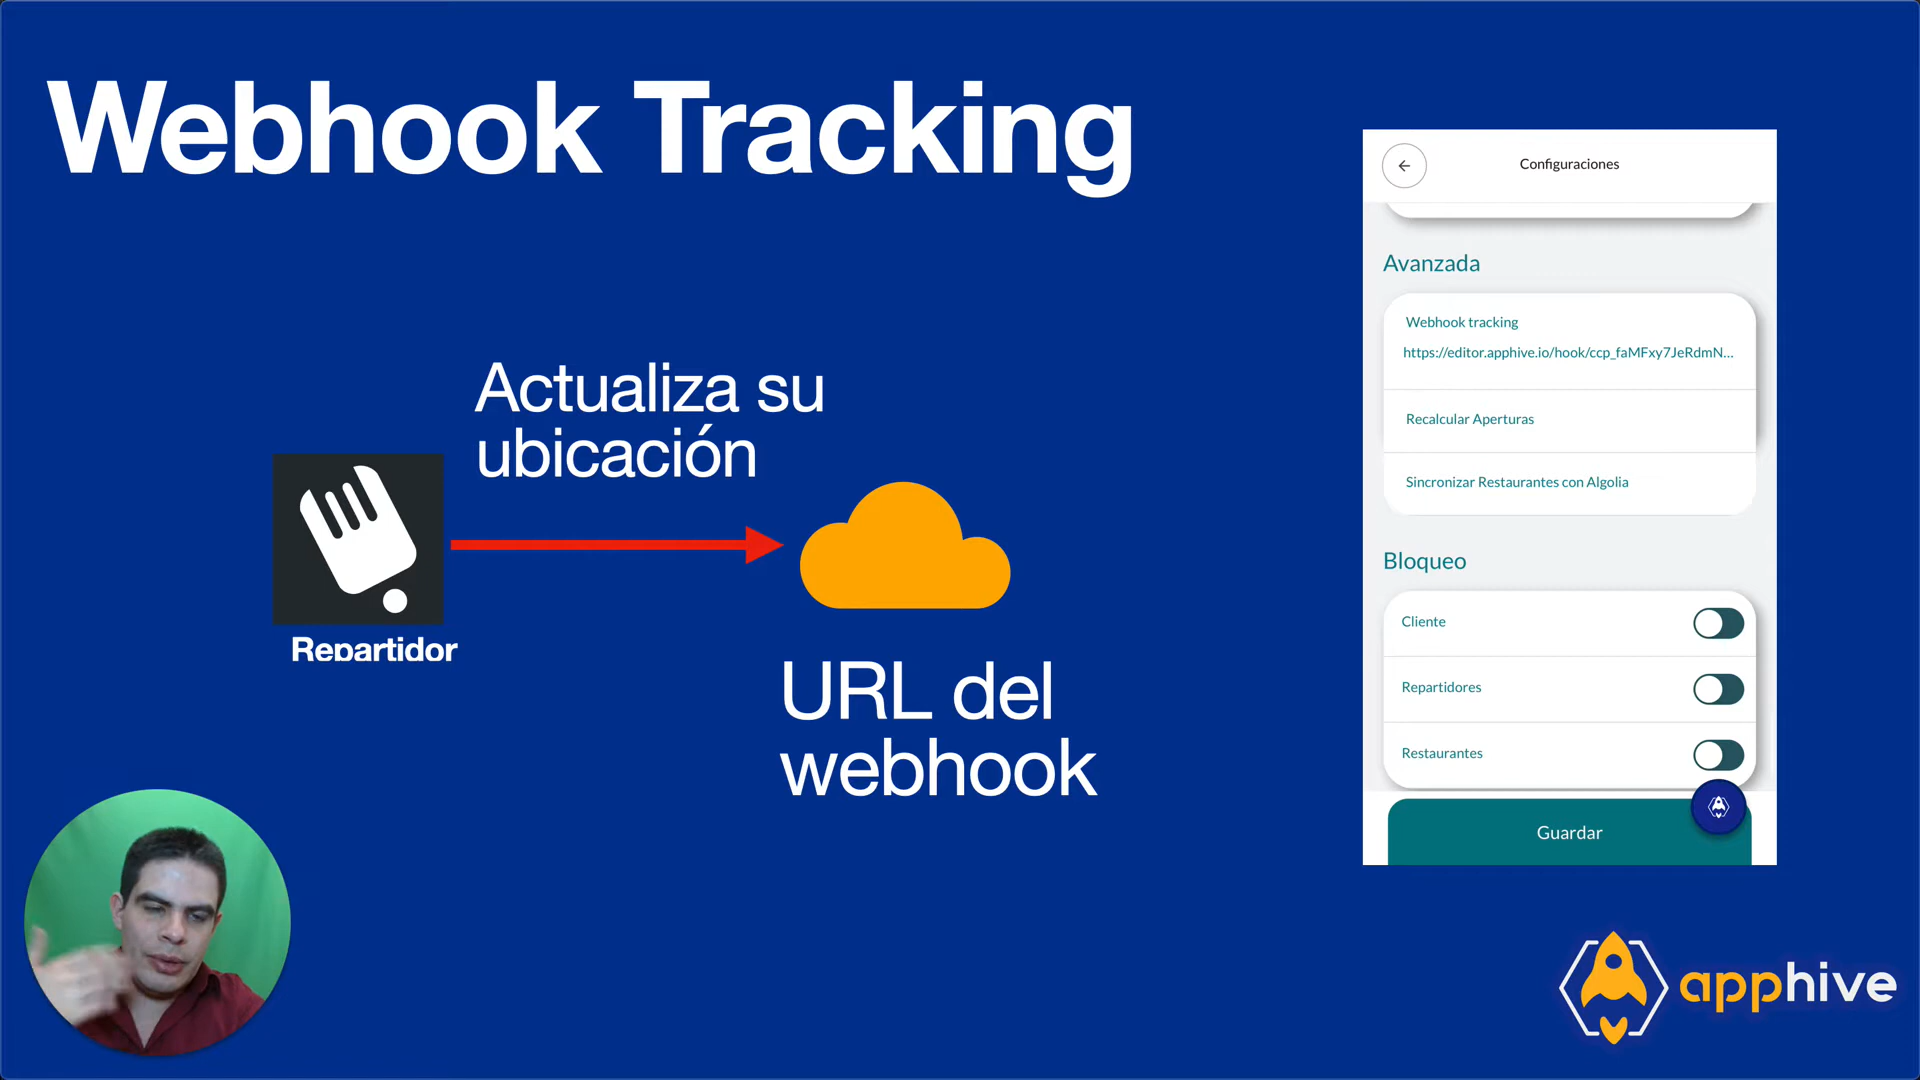 Webhook Tracking
Actualiza su
ubicación
Repartidor
URL del
webhook
Configuraciones
Avanzada
Webhook tracking
https://editor.apphive.io/hook/ccp_faMFxy7JeRdmN...
Recalcular Aperturas
Sincronizar Restaurantes con Algolia
Bloqueo
Cliente
Repartidores
Restaurantes
Guardar
apphive